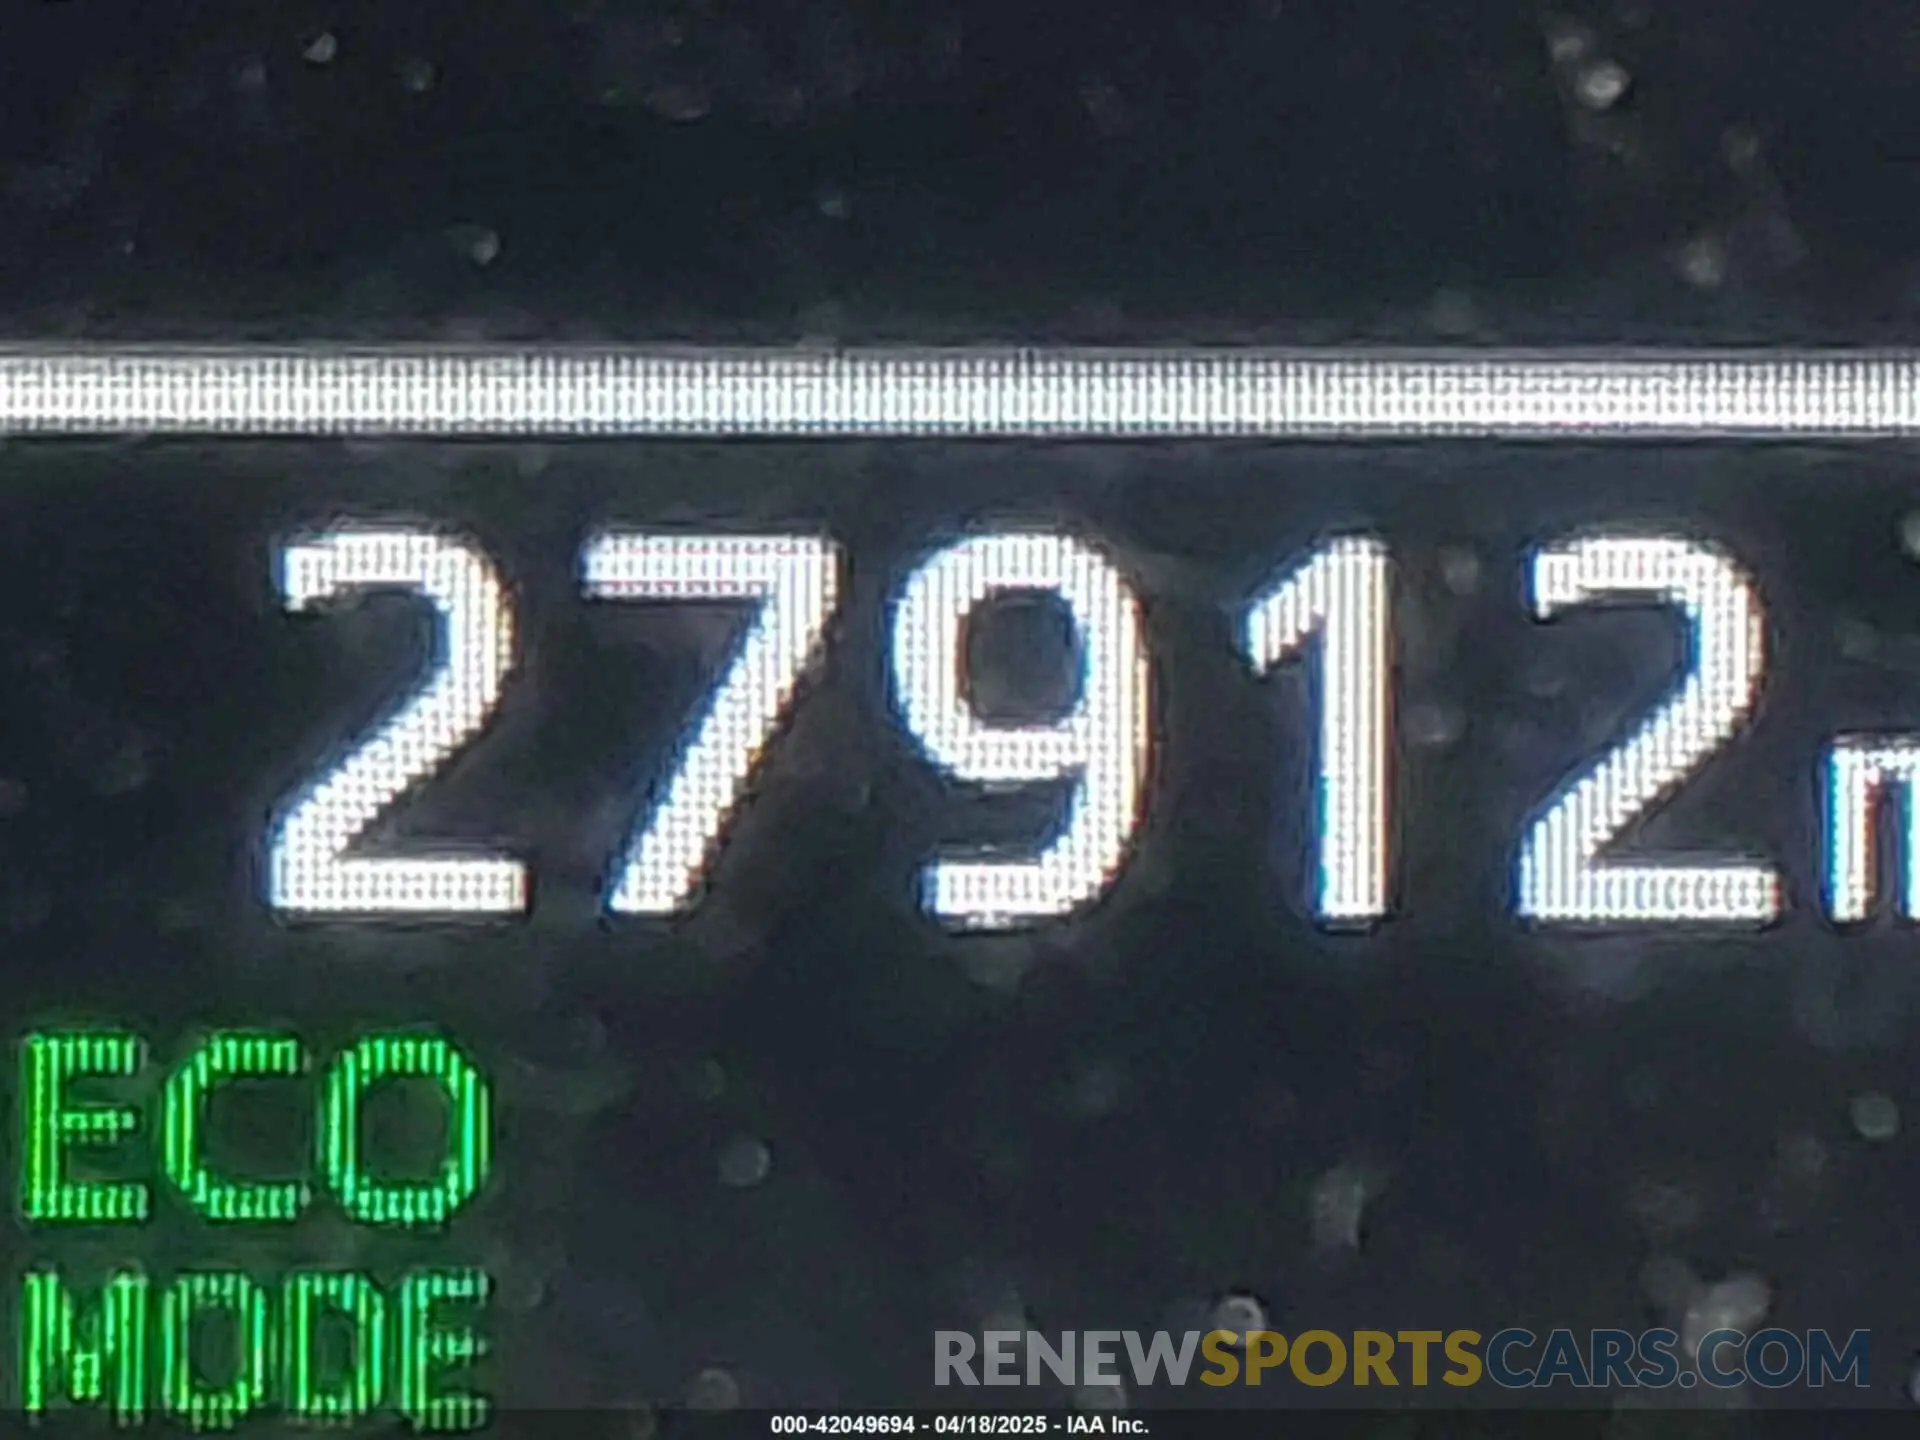 27912
ECO
MODE
RENEWSPORTSCARS.COM
000-42049694 - 04/18/2025 - IAA Inc.